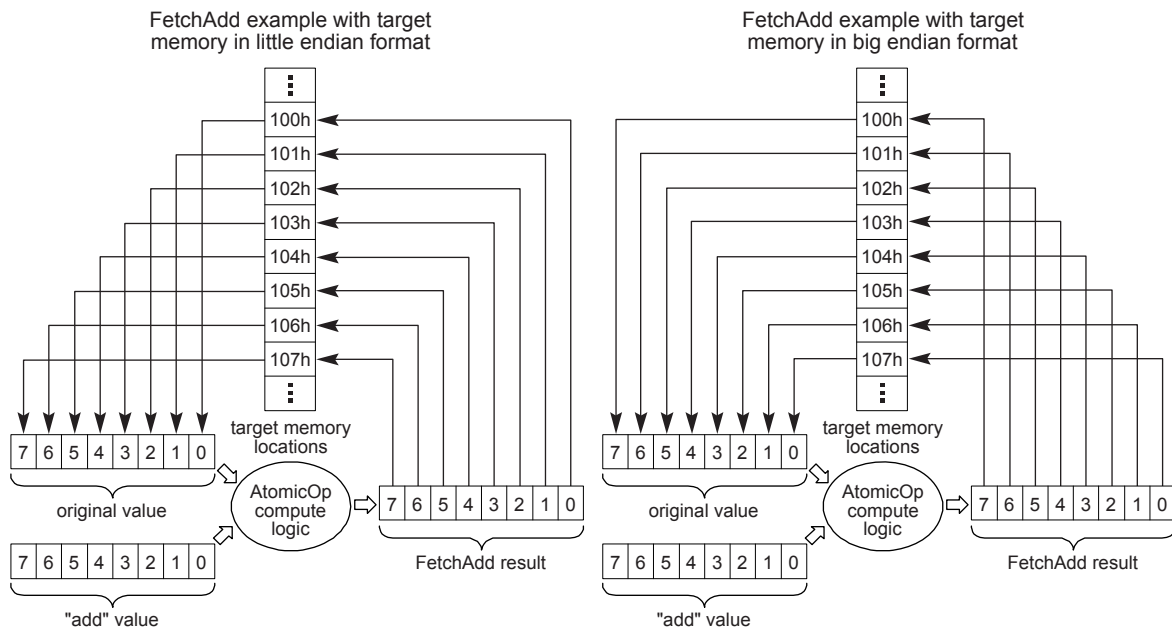 FetchAdd example with target
memory in little endian format
100h
101h
102h
103h
104h
105h
106h
107h
target memory
locations
7 6 5 4 3 2 1 0
original value
AtomicOp
compute
logic
7 6 5 4 3 2 1 0
FetchAdd result
7 6 5 4 3 2 1 0
"add" value
FetchAdd example with target
memory in big endian format
100h
101h
102h
103h
104h
105h
106h
107h
target memory
locations
7 6 5 4 3 2 1 0
original value
AtomicOp
compute
logic
7 6 5 4 3 2 1 0
FetchAdd result
7 6 5 4 3 2 1 0
"add" value